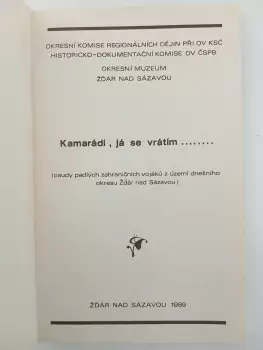 OKRESNÍ KOMISE REGIONÁLNÍCH DĚJIN PŘI OV KSČ
HISTORICKO-DOKUMENTAČNÍ KOMISE OV ČSPB
OKRESNÍ MUZEUM
ŽĎÁR NAD SÁZAVOU
Kamarádi, já se vrátím........
(osudy padlých zahraničních vojáků z území dnešního
okresu Žďár nad Sázavou)
ŽĎÁR NAD SÁZAVOU 1989